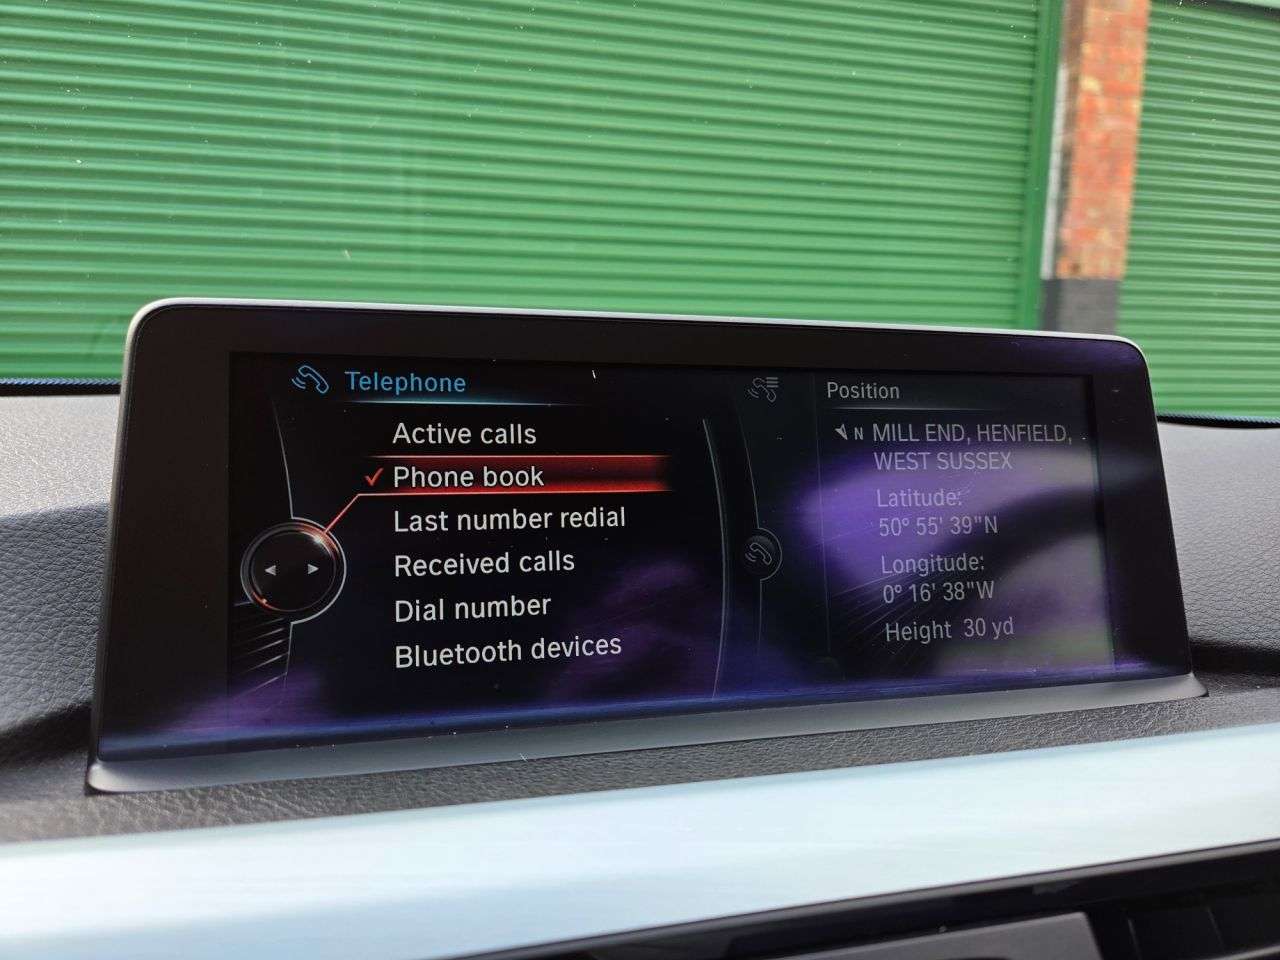 Telephone
Active calls
Phone book
Last number redial
Received calls
Dial number
Bluetooth devices
Position
N MILL END, HENFIELD,
WEST SUSSEX
Latitude:
50° 55' 39"N
Longitude:
0° 16' 38"W
Height 30 yd